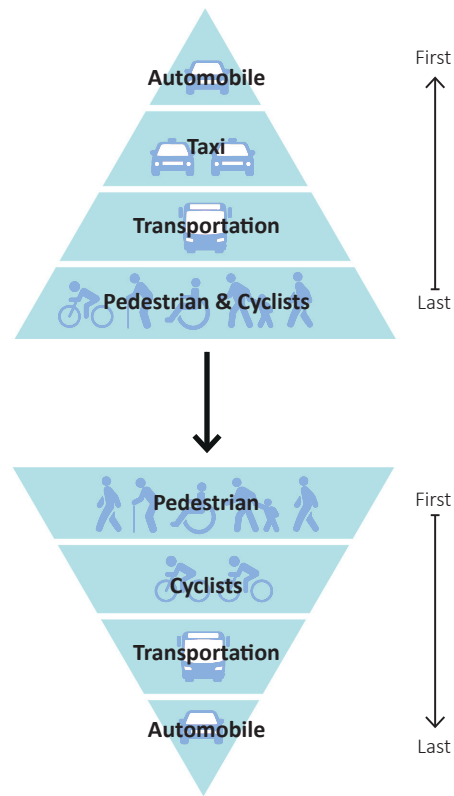 First
Automobile
Taxi
Transportation
Pedestrian & Cyclists
Last
Pedestrian
First
Cyclists
Transportation
Automobile
Last